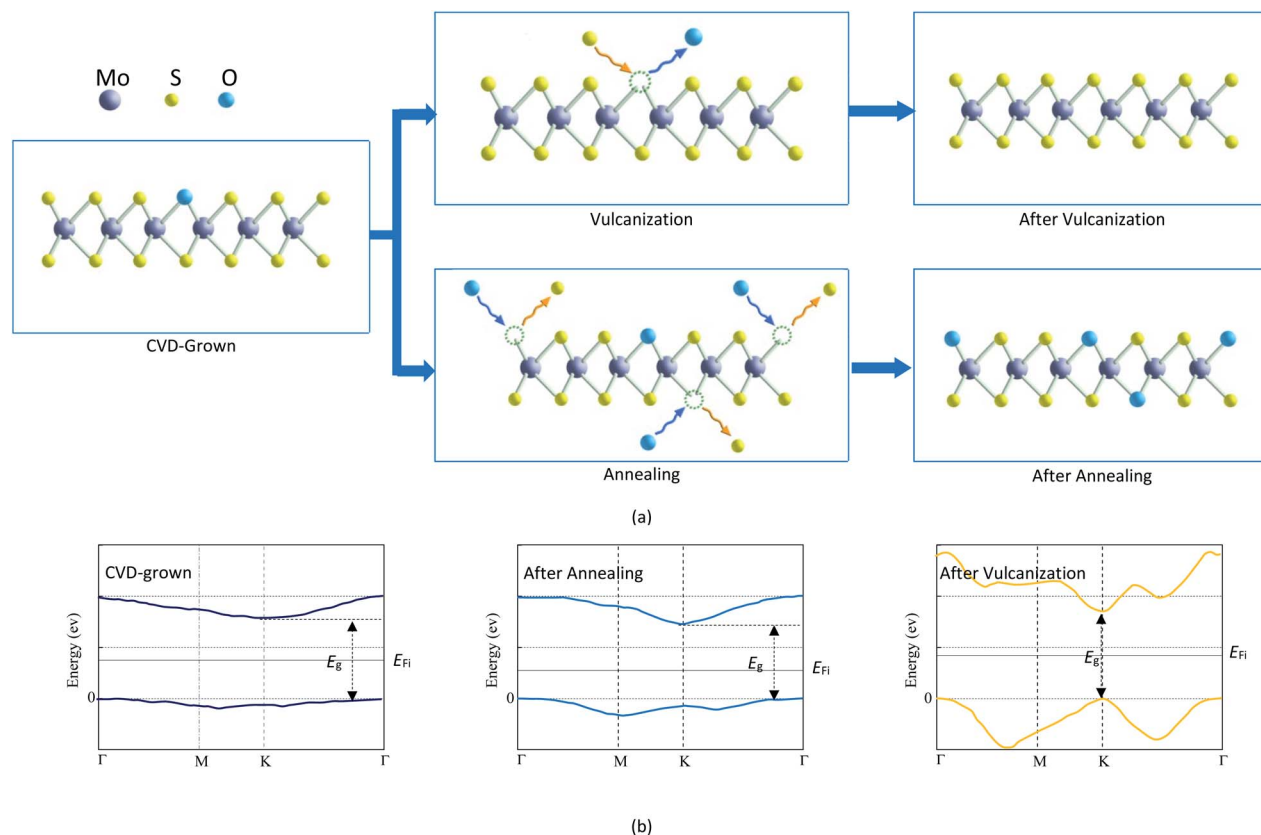 Mo S O
CVD-Grown
Vulcanization
After Vulcanization
Annealing
After Annealing
(a)
CVD-grown
Energy (ev)
0
E_g
E_Fi
Γ M K Γ
After Annealing
Energy (ev)
0
E_g
E_Fi
Γ M K Γ
After Vulcanization
Energy (ev)
0
E_g
E_Fi
Γ M K Γ
(b)